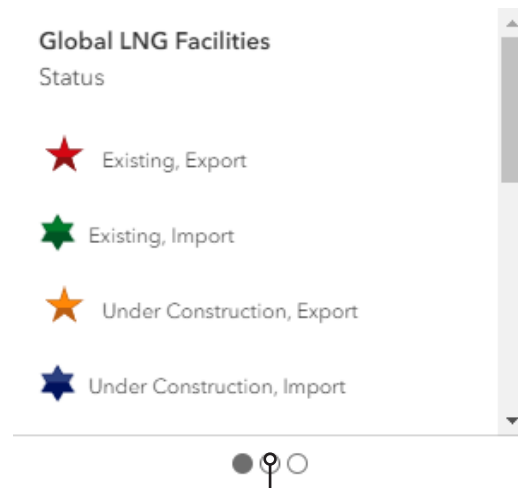 Global LNG Facilities
Status
Existing, Export
Existing, Import
Under Construction, Export
Under Construction, Import